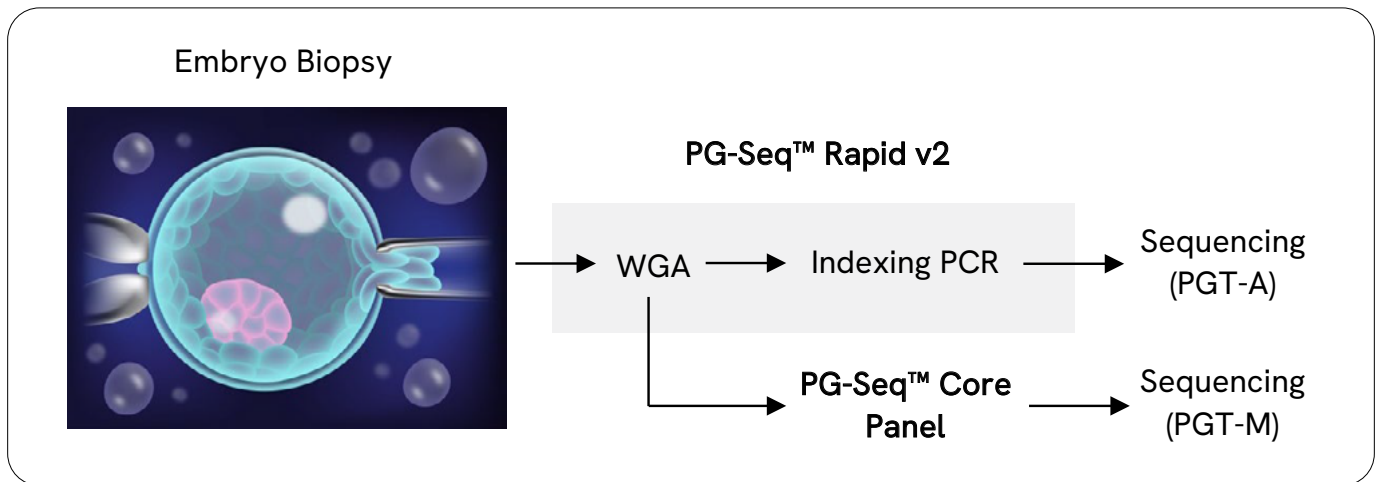 Embryo Biopsy
PG-Seq™ Rapid v2
WGA
Indexing PCR
Sequencing
(PGT-A)
PG-Seq™ Core
Panel
Sequencing
(PGT-M)